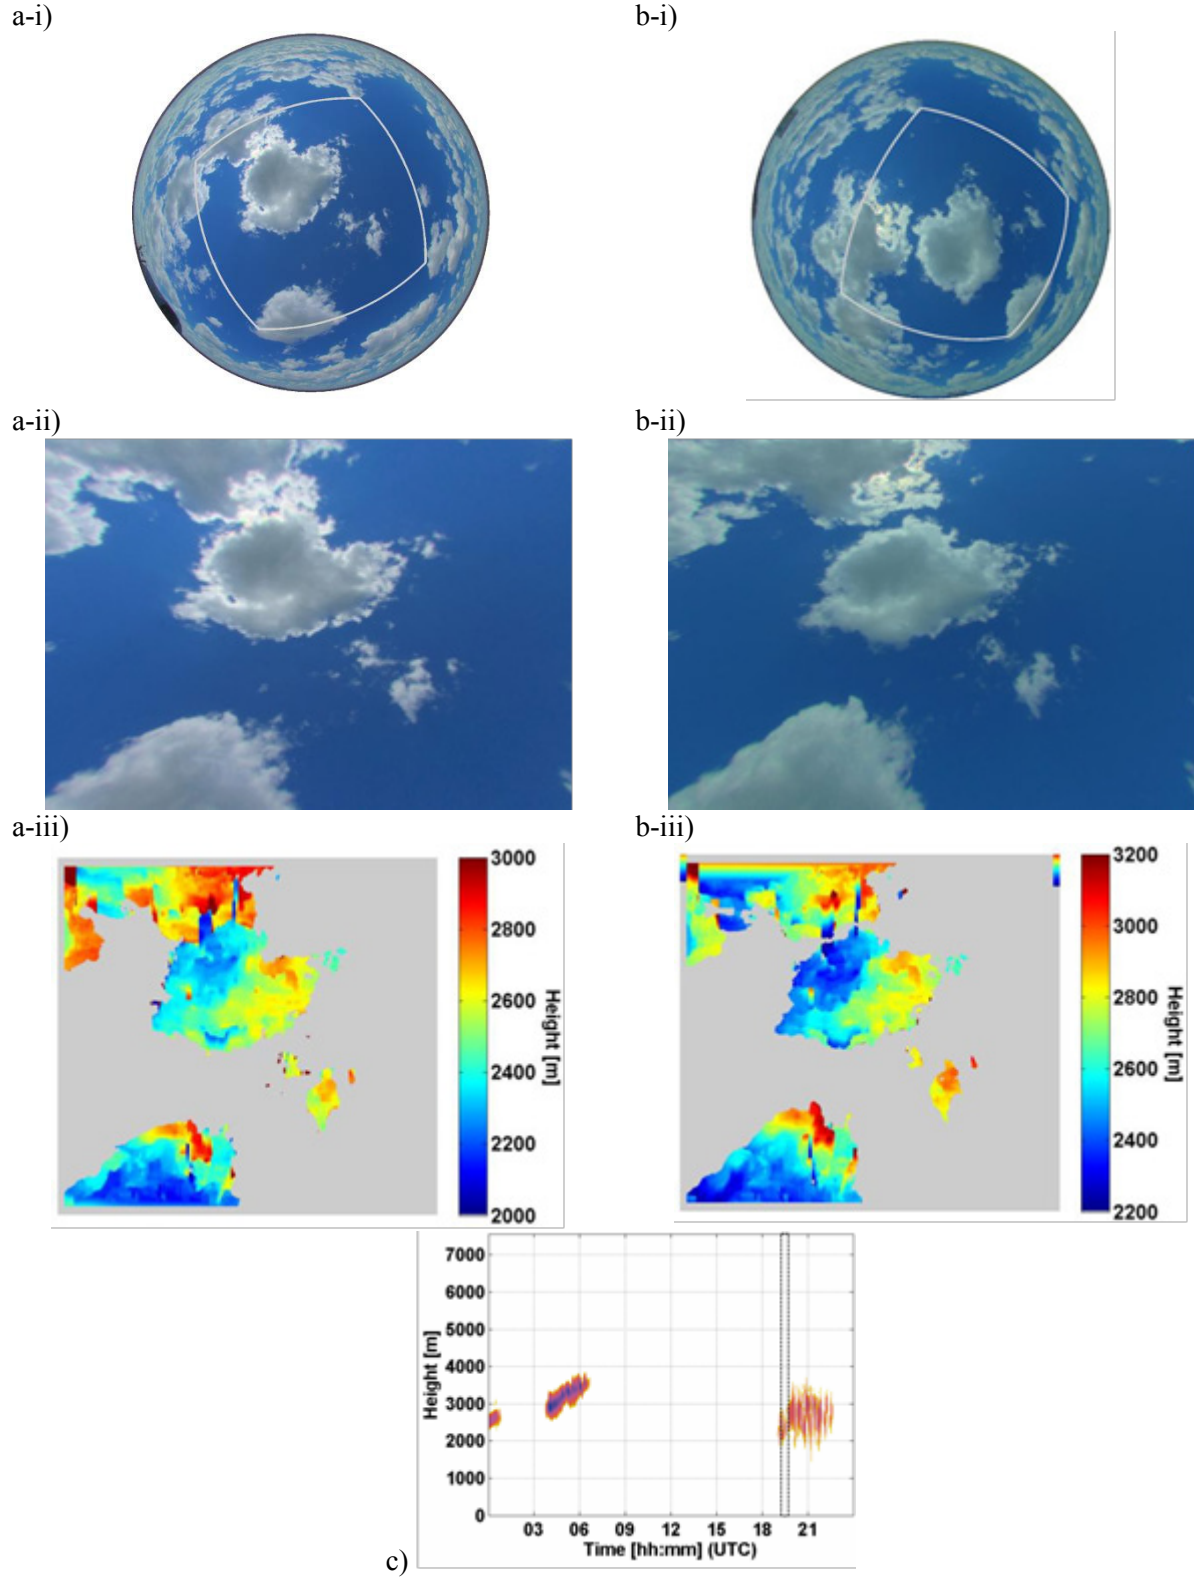 a-i)
b-i)
a-ii)
b-ii)
a-iii)
b-iii)
3000
2800
2600
2400
2200
2000
Height [m]
3200
3000
2800
2600
2400
2200
Height [m]
7000
6000
5000
4000
3000
2000
1000
0
Height [m]
03 06 09 12 15 18 21
Time [hh:mm] (UTC)
c)